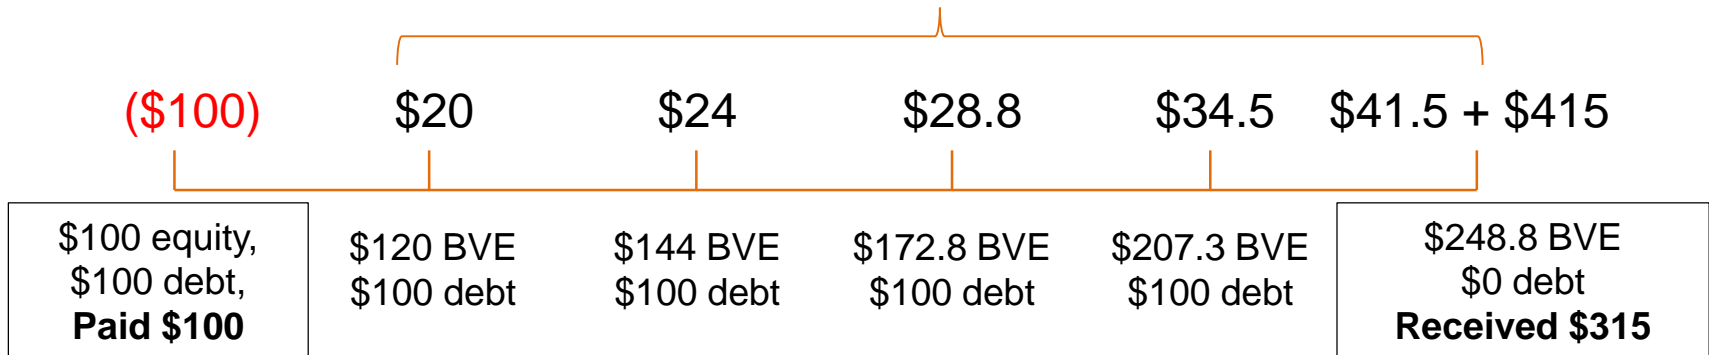 ($100) $20 $24 $28.8 $34.5 $41.5 + $415
$100 equity,
$100 debt,
Paid $100
$120 BVE
$100 debt
$144 BVE
$100 debt
$172.8 BVE
$100 debt
$207.3 BVE
$100 debt
$248.8 BVE
$0 debt
Received $315